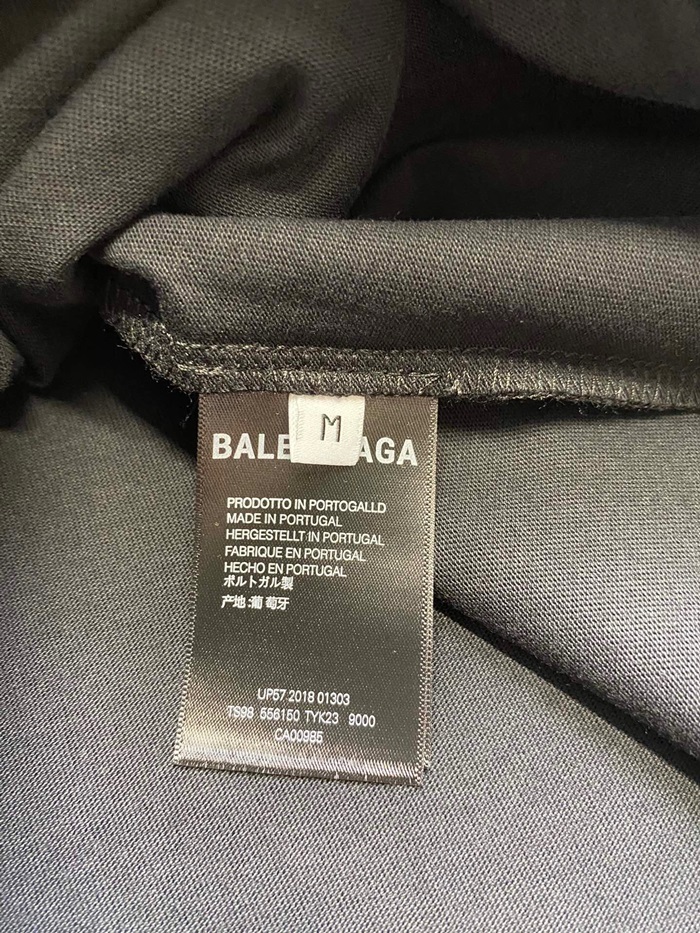 M
BALE AGA
PRODOTTO IN PORTOGALLD
MADE IN PORTUGAL
HERGESTELLT IN PORTUGAL
FABRIQUE EN PORTUGAL
HECHO EN PORTUGAL
ポルトガル製
产地:葡 萄牙
UP57 2018 01303
TS98 556150 TYK23 9000
CA00985